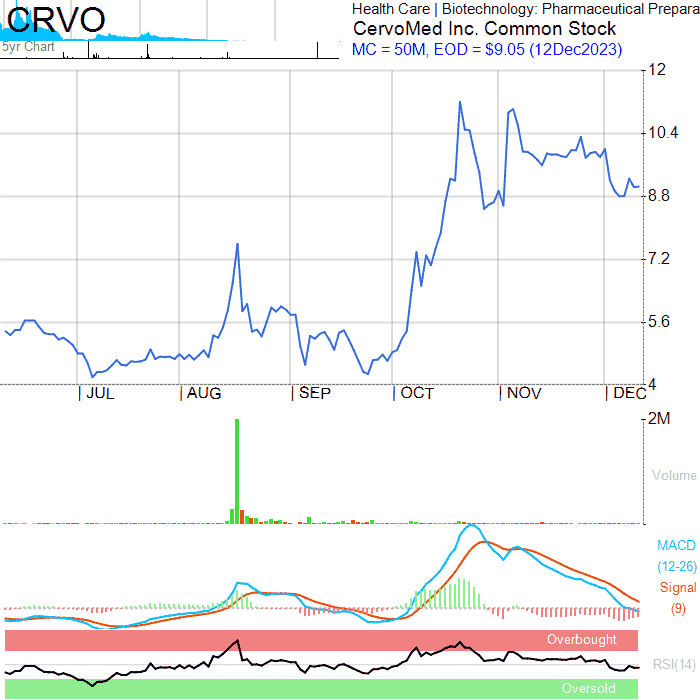 CRVO
5yr Chart
Health Care | Biotechnology: Pharmaceutical Prepara
CervoMed Inc. Common Stock
MC = 50M, EOD = $9.05 (12Dec2023)
12
10.4
8.8
7.2
5.6
4
JUL
AUG
SEP
OCT
NOV
DEC
2M
Volume
MACD
(12-26)
Signal
(9)
Overbought
RSI(14)
Oversold